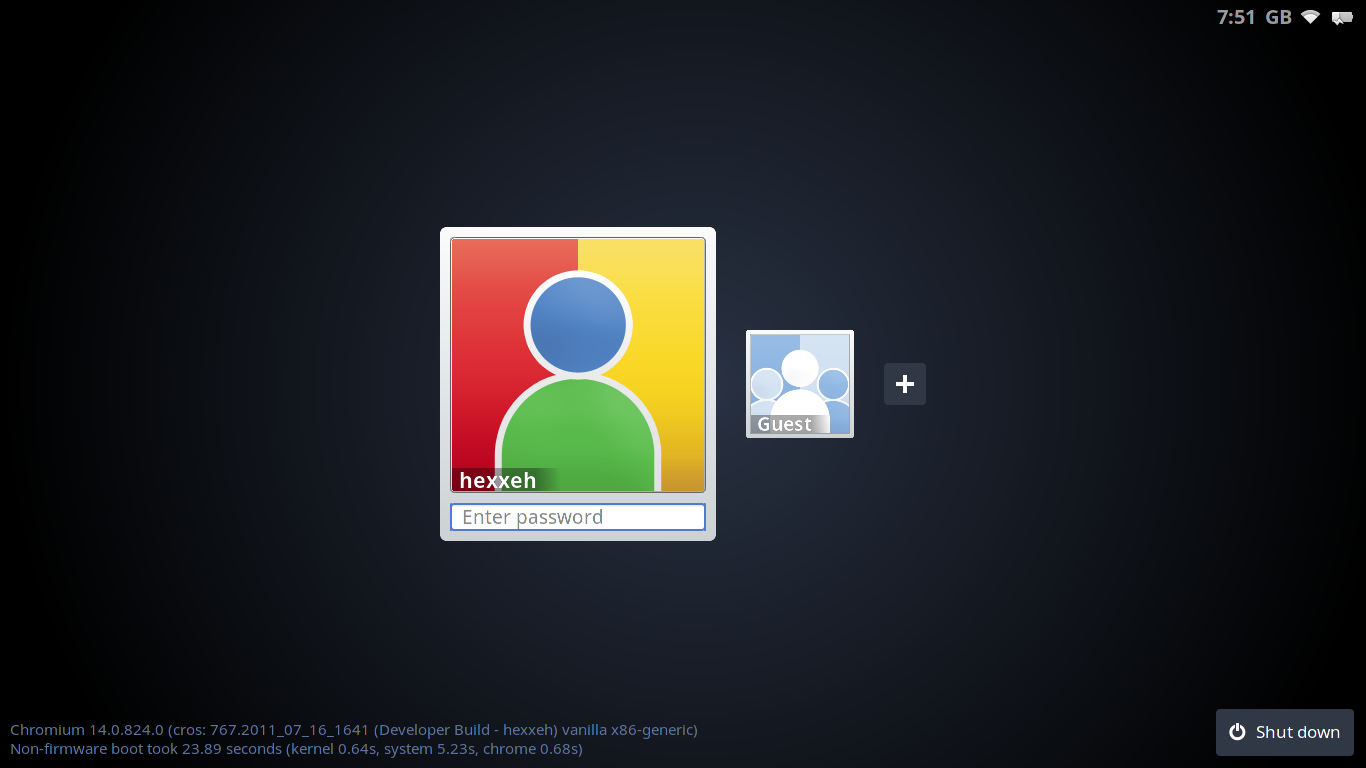 7:51 GB
hexxeh
Enter password
Guest
Chromium 14.0.824.0 (cros: 767.2011_07_16_1641 (Developer Build - hexxeh) vanilla x86-generic)
Non-firmware boot took 23.89 seconds (kernel 0.64s, system 5.23s, chrome 0.68s)
Shut down